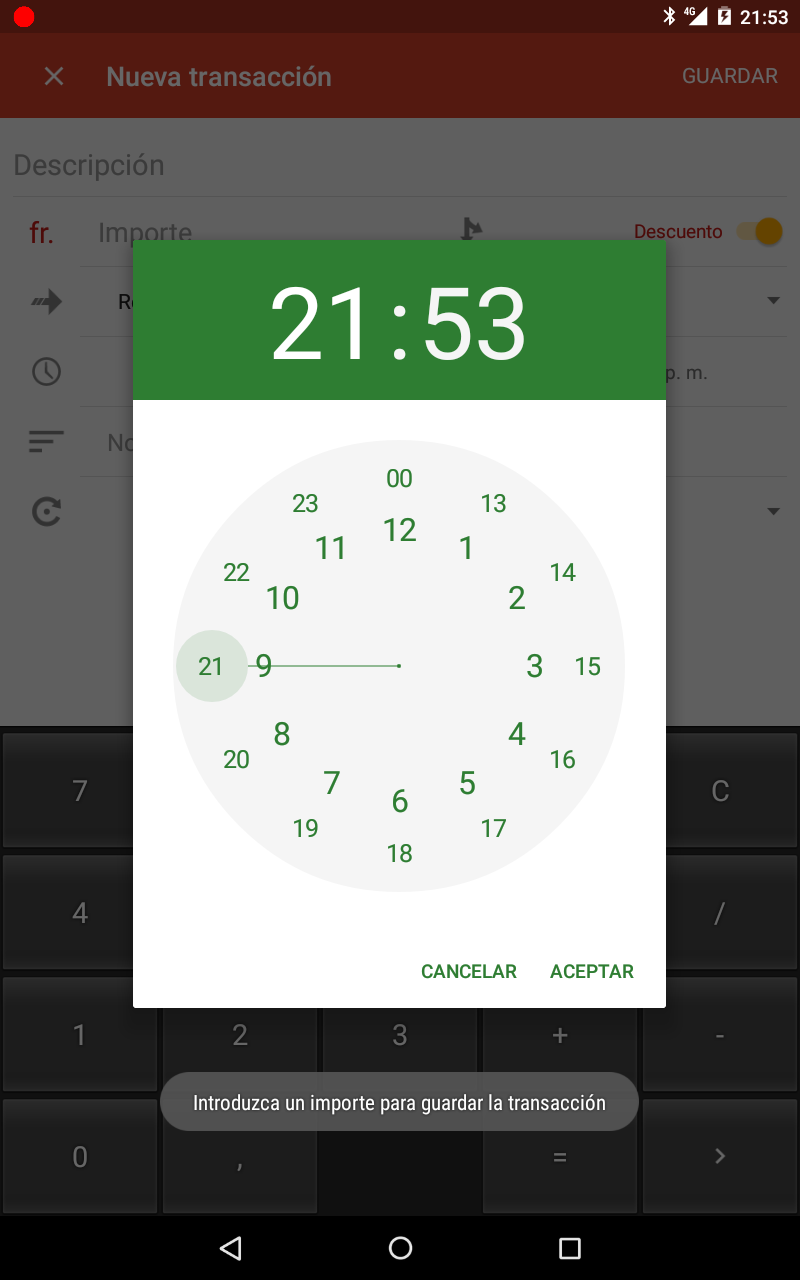 4G 21:53
Nueva transacción GUARDAR
Descripción
fr. Importe Descuento
21:53
p. m.
00
23 13
12
11 1
22 14
10 2
21 9 3 15
8 4
20 16
7 5
6
19 17
18
CANCELAR ACEPTAR
7 C
4 /
1 2 3 + -
Introduzca un importe para guardar la transacción
0 , = >